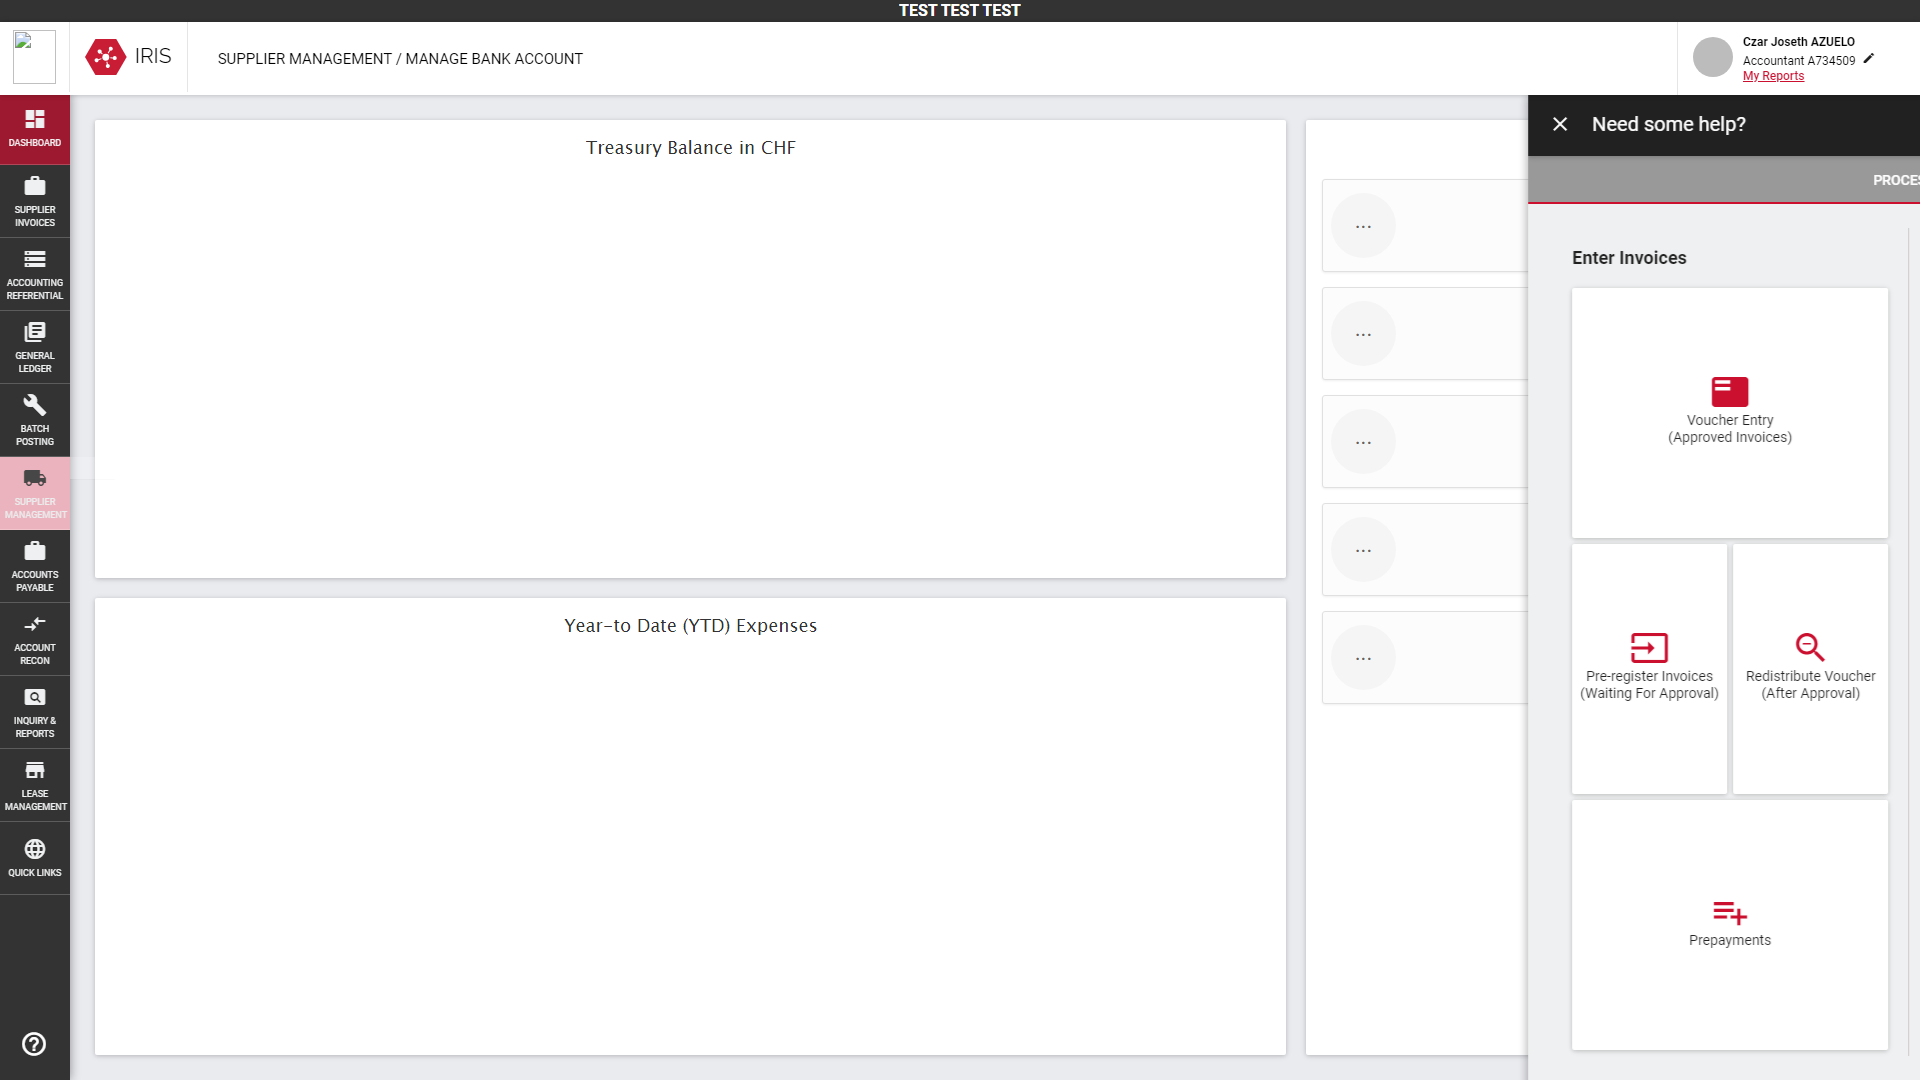 TEST TEST TEST
IRIS
SUPPLIER MANAGEMENT / MANAGE BANK ACCOUNT
Czar Joseth AZUELO
Accountant A734509
My Reports
DASHBOARD
SUPPLIER
INVOICES
ACCOUNTING
REFERENTIAL
GENERAL
LEDGER
BATCH
POSTING
SUPPLIER
MANAGEMENT
ACCOUNTS
PAYABLE
ACCOUNT
RECON
INQUIRY &
REPORTS
LEASE
MANAGEMENT
QUICK LINKS
Treasury Balance in CHF
Year-to Date (YTD) Expenses
...
...
...
...
...
Need some help?
PROCES
Enter Invoices
Voucher Entry
(Approved Invoices)
Pre-register Invoices
(Waiting For Approval)
Redistribute Voucher
(After Approval)
Prepayments